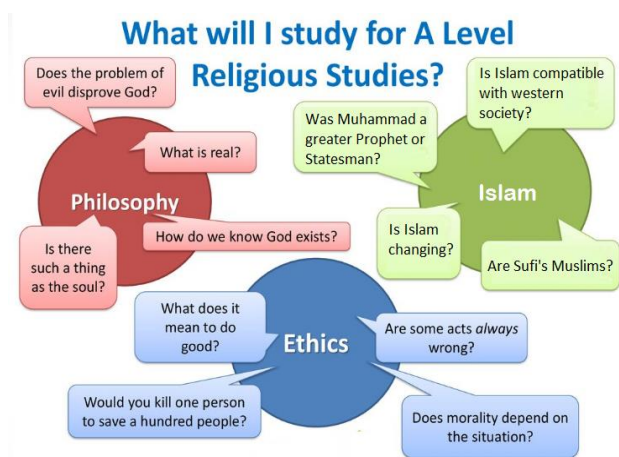 What will I study for A Level
Religious Studies?
Does the problem of
evil disprove God?
What is real?
Philosophy
How do we know God exists?
Is there
such a thing
as the soul?
Is Islam compatible
with western
society?
Was Muhammad a
greater Prophet or
Statesman?
Islam
Is Islam
changing?
Are Sufi's Muslims?
What does it
mean to do
good?
Ethics
Are some acts always
wrong?
Would you kill one person
to save a hundred people?
Does morality depend on
the situation?